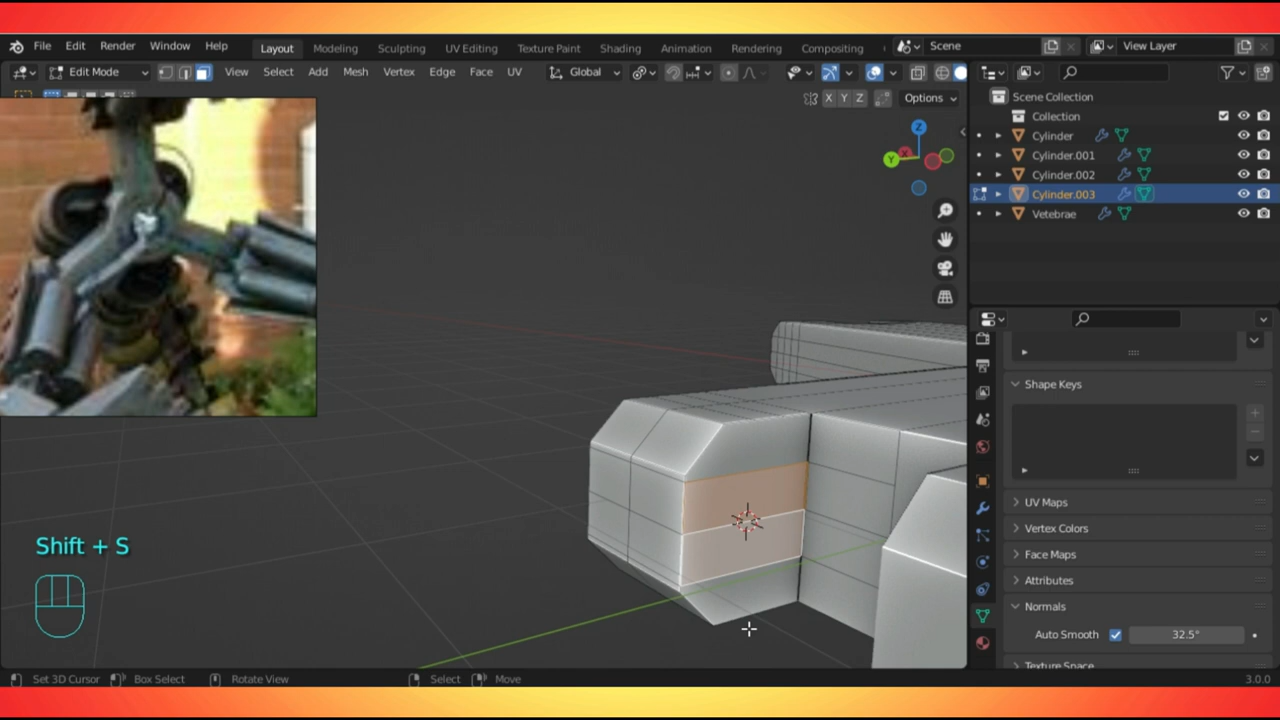 File Edit Render Window Help Layout Modeling Sculpting UV Editing Texture Paint Shading Animation Rendering Compositing Scene View Layer
Edit Mode View Select Add Mesh Vertex Edge Face UV Global
X Y Z Options
Scene Collection
Collection
Cylinder
Cylinder.001
Cylinder.002
Cylinder.003
Vetebrae
Z
Y X
Shape Keys
UV Maps
Vertex Colors
Face Maps
Attributes
Normals
Auto Smooth 32.5°
Texture Space
Shift + S
Set 3D Cursor Box Select Rotate View Select Move 3.0.0